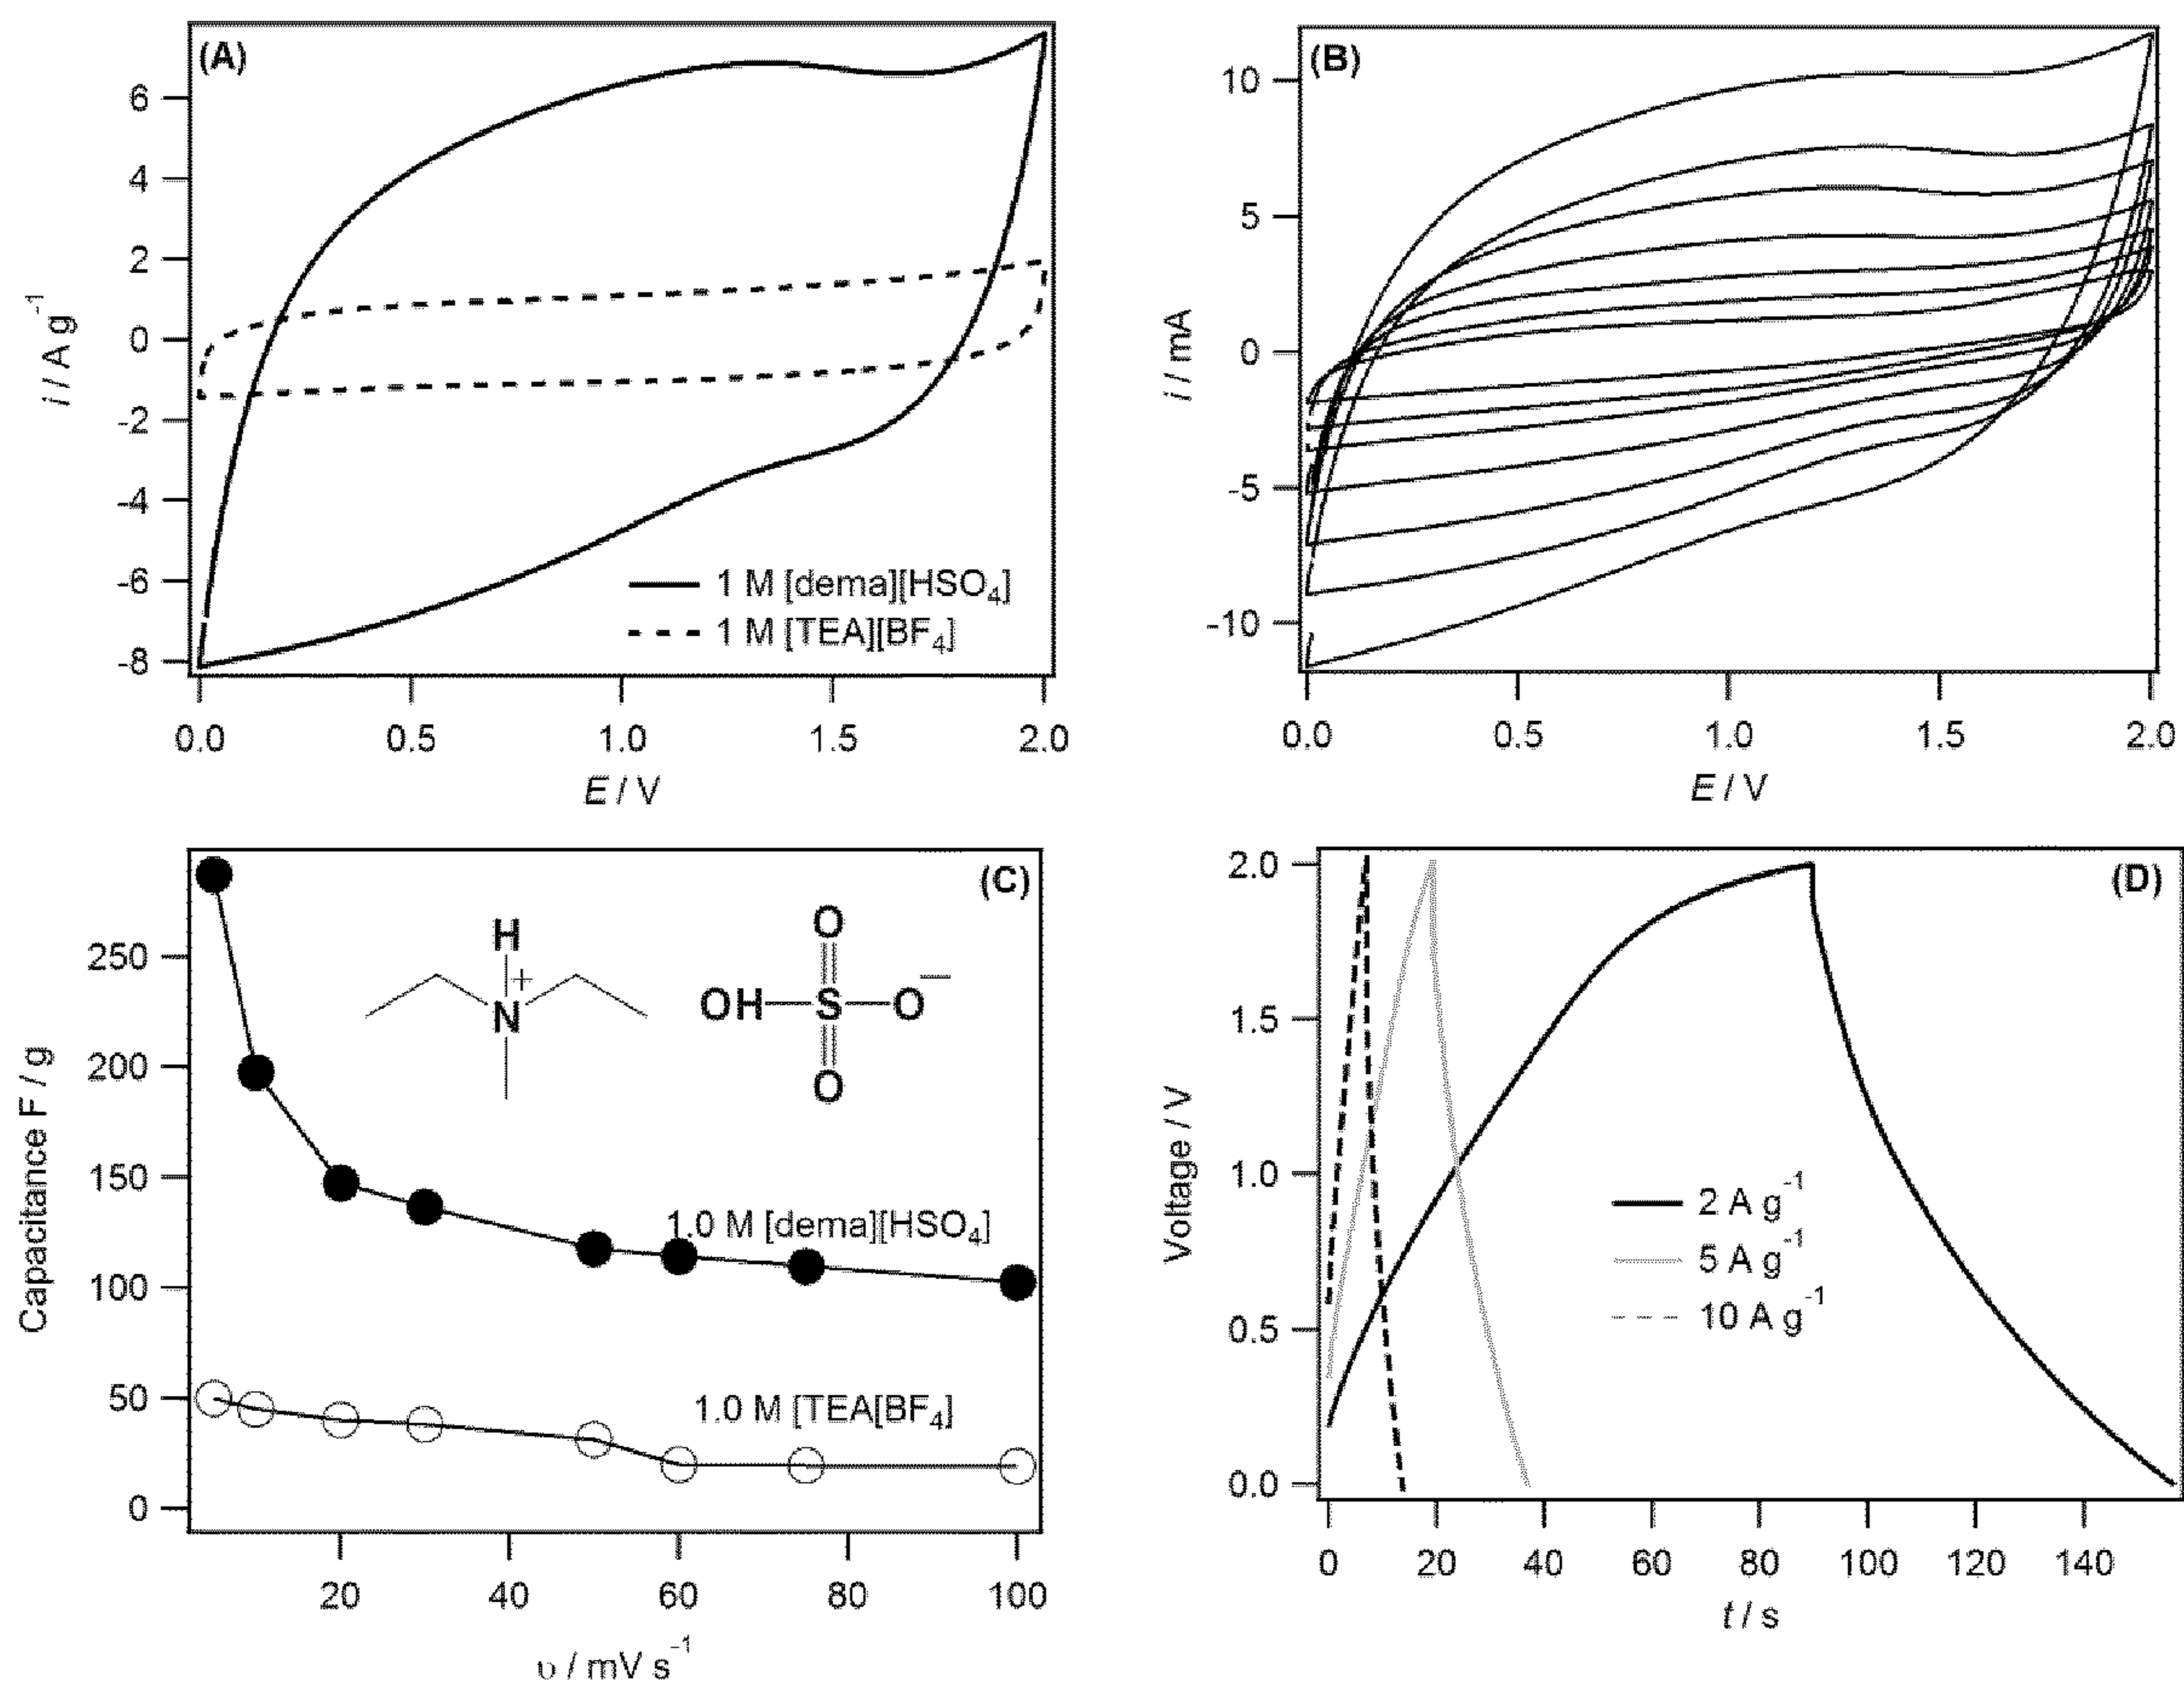 (A)
6
4
2
0
-2
-4
-6
-8
i / A g⁻¹
1 M [dema][HSO₄]
1 M [TEA][BF₄]
0.0 0.5 1.0 1.5 2.0
E / V
(B)
10
5
0
-5
-10
i / mA
0.0 0.5 1.0 1.5 2.0
E / V
(C)
250
200
150
100
50
0
Capacitance F / g
H
N
+
O
OH S O⁻
O
1.0 M [dema][HSO₄]
1.0 M [TEA[BF₄]
20 40 60 80 100
υ / mV s⁻¹
(D)
2.0
1.5
1.0
0.5
0.0
Voltage / V
2 A g⁻¹
5 A g⁻¹
10 A g⁻¹
0 20 40 60 80 100 120 140
t / s